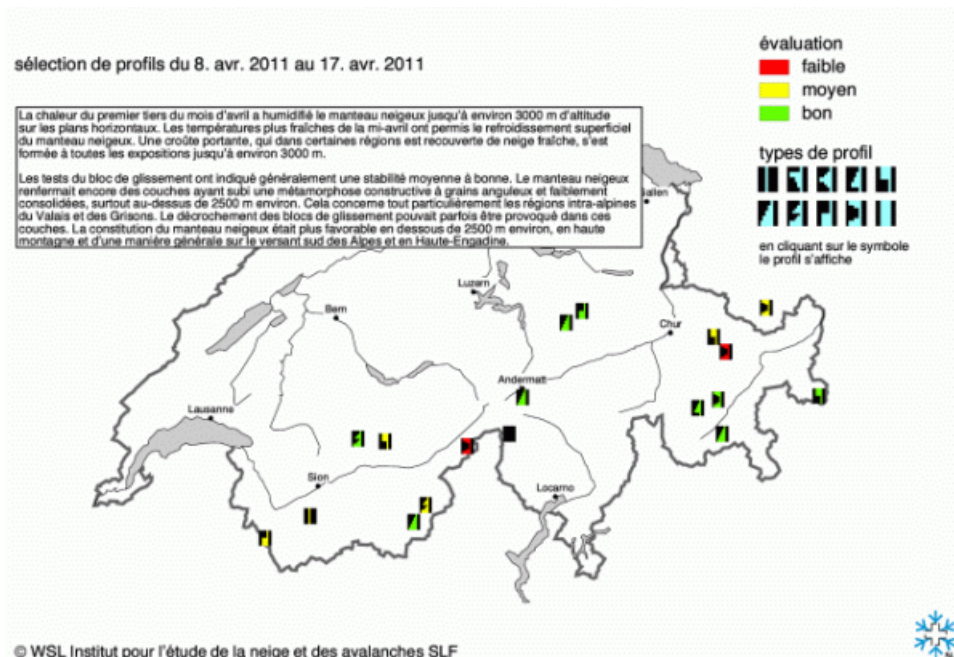 sélection de profils du 8. avr. 2011 au 17. avr. 2011
évaluation
faible
moyen
bon
types de profil
en cliquant sur le symbole
le profil s'affiche
La chaleur du premier tiers du mois d'avril a humidifié le manteau neigeux jusqu'à environ 3000 m d'altitude
sur les plans horizontaux. Les températures plus fraîches de la mi-avril ont permis le refroidissement superficiel
du manteau neigeux. Une croûte portante, qui dans certaines régions est recouverte de neige fraîche, s'est
formée à toutes les expositions jusqu'à environ 3000 m.
Les tests du bloc de glissement ont indiqué généralement une stabilité moyenne à bonne. Le manteau neigeux
renfermait encore des couches ayant subi une métamorphose constructive à grains anguleux et faiblement
consolidées, surtout au-dessus de 2500 m environ. Cela concerne tout particulièrement les régions intra-alpines
du Valais et des Grisons. Le décrochement des blocs de glissement pouvait parfois être provoqué dans ces
couches. La constitution du manteau neigeux était plus favorable en dessous de 2500 m environ, en haute
montagne et d'une manière générale sur le versant sud des Alpes et en Haute-Engadine.
allen
Luzern
Bern
Chur
Andermatt
Lausanne
Sion
Locarno
© WSL Institut pour l'étude de la neige et des avalanches SLF